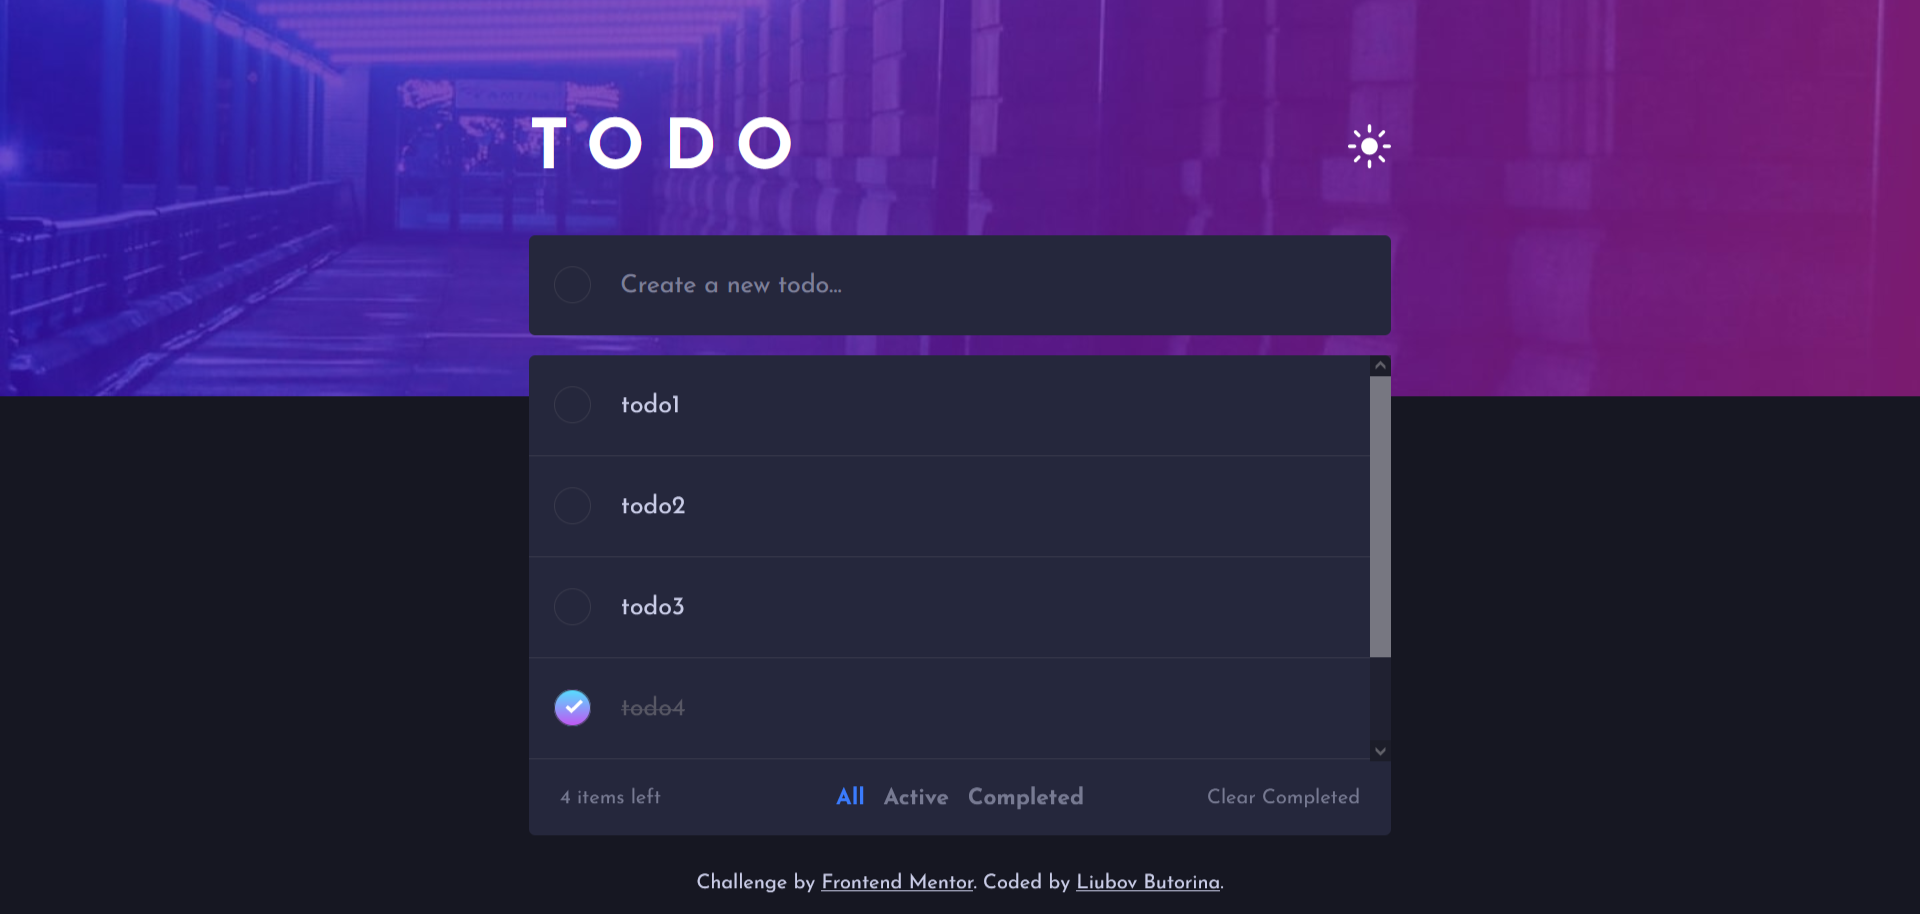 TODO
Create a new todo...
todo1
todo2
todo3
todo4
4 items left All Active Completed Clear Completed
Challenge by Frontend Mentor. Coded by Liubov Butorina.